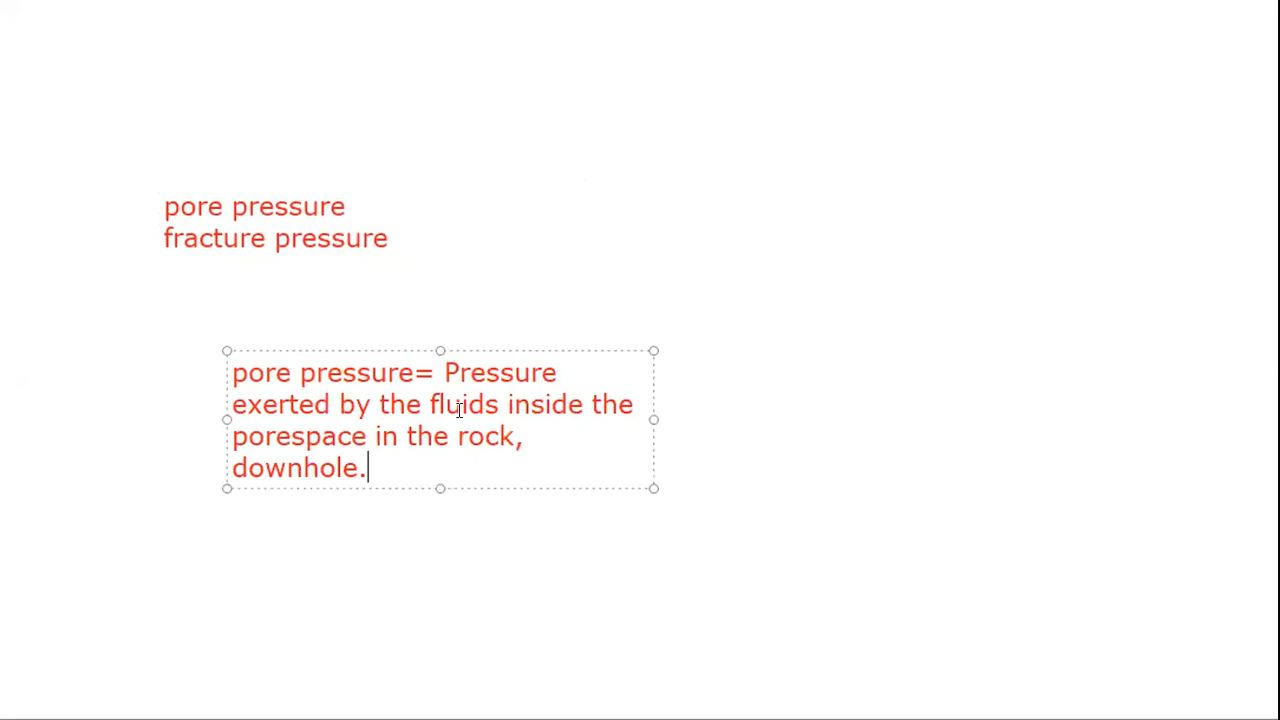 pore pressure
fracture pressure
pore pressure= Pressure
exerted by the fluids inside the
porespace in the rock,
downhole.